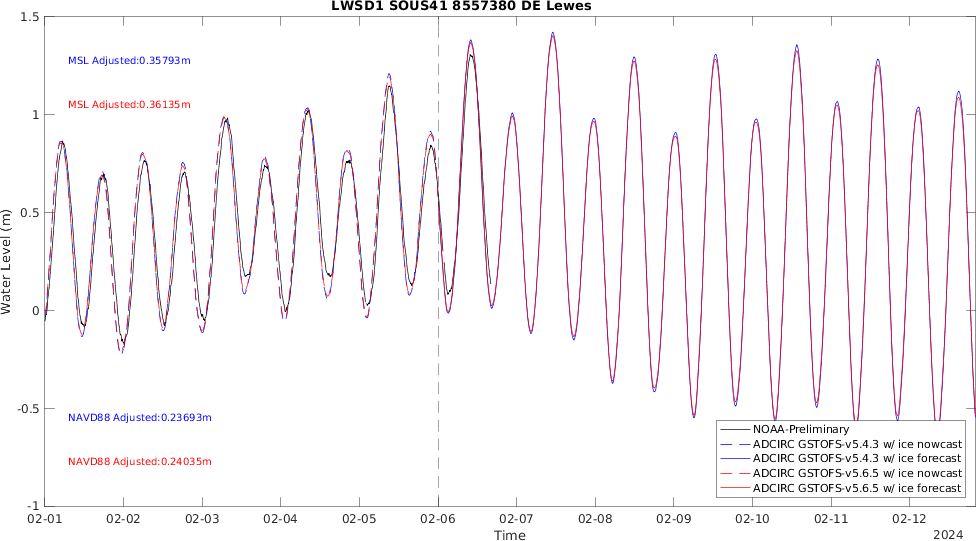 LWSD1 SOUS41 8557380 DE Lewes
1.5
1
0.5
0
-0.5
-1
Water Level (m)
MSL Adjusted:0.35793m
MSL Adjusted:0.36135m
NAVD88 Adjusted:0.23693m
NAVD88 Adjusted:0.24035m
NOAA-Preliminary
ADCIRC GSTOFS-v5.4.3 w/ ice nowcast
ADCIRC GSTOFS-v5.4.3 w/ ice forecast
ADCIRC GSTOFS-v5.6.5 w/ ice nowcast
ADCIRC GSTOFS-v5.6.5 w/ ice forecast
02-01 02-02 02-03 02-04 02-05 02-06 02-07 02-08 02-09 02-10 02-11 02-12
Time
2024